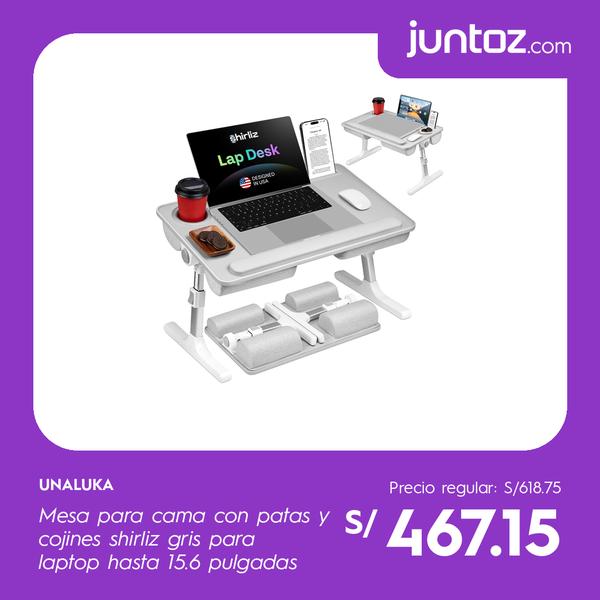 juntoz.com
shirliz
Lap Desk
DESIGNED
IN USA
UNALUKA
Mesa para cama con patas y
cojines shirliz gris para
laptop hasta 15.6 pulgadas
Precio regular: S/618.75
S/ 467.15